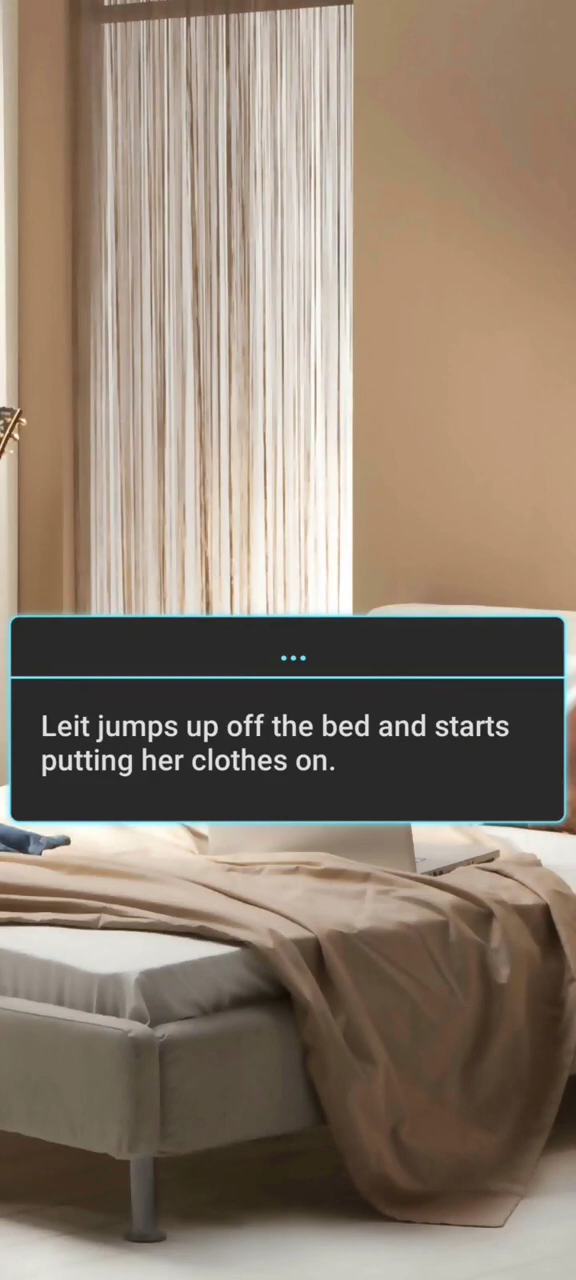 ...
Leit jumps up off the bed and starts
putting her clothes on.